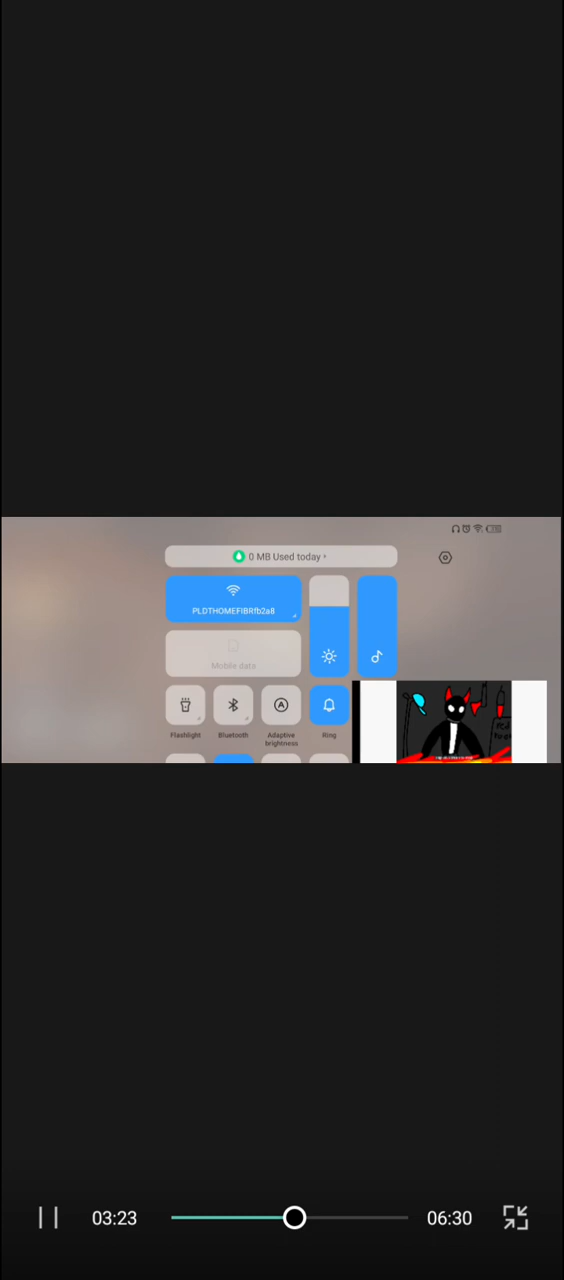 0 MB Used today
PLDTHOMEFIBRfb2a8
Mobile data
Flashlight
Bluetooth
Adaptive
brightness
Ring
03:23
06:30